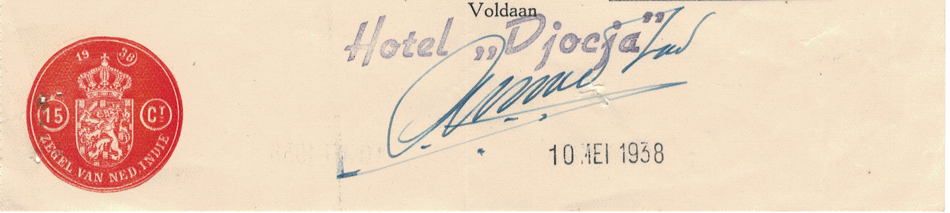 Voldaan
Hotel „Djocja”
19 38
15 CT
ZEGEL VAN NED. INDIE
10 MEI 1938